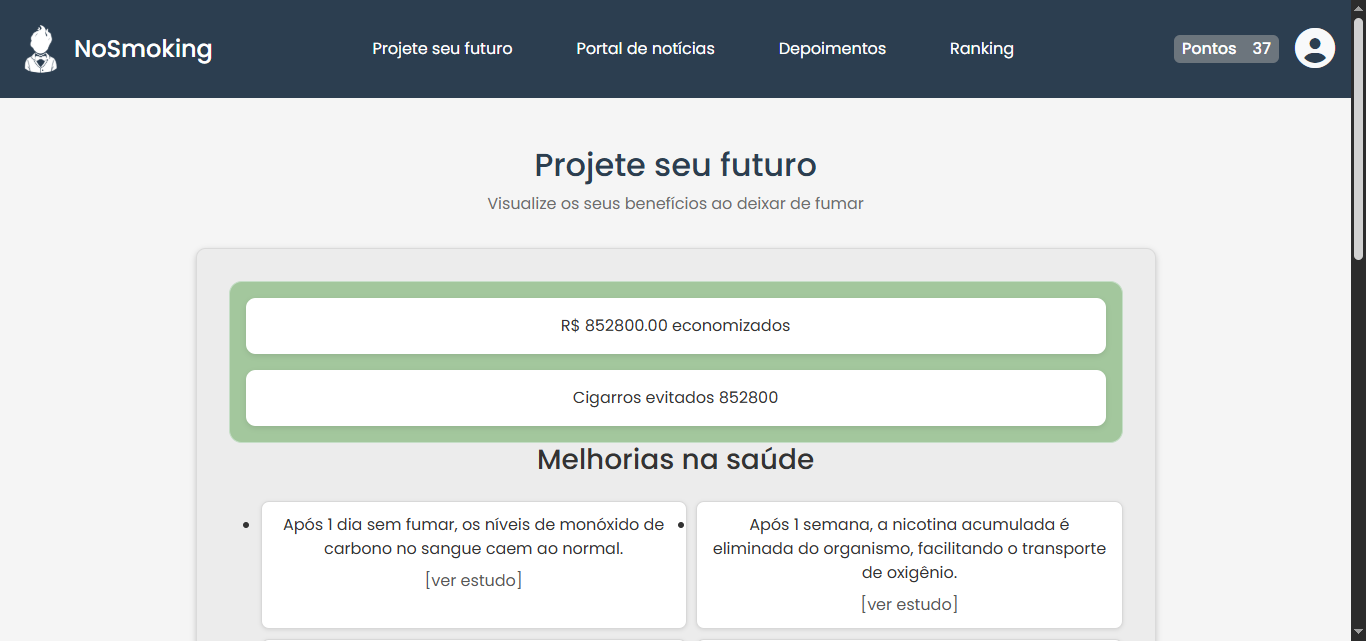 NoSmoking
Projete seu futuro
Portal de notícias
Depoimentos
Ranking
Pontos 37
Projete seu futuro
Visualize os seus benefícios ao deixar de fumar
R$ 852800.00 economizados
Cigarros evitados 852800
Melhorias na saúde
Após 1 dia sem fumar, os níveis de monóxido de
carbono no sangue caem ao normal.
[ver estudo]
Após 1 semana, a nicotina acumulada é
eliminada do organismo, facilitando o transporte
de oxigênio.
[ver estudo]